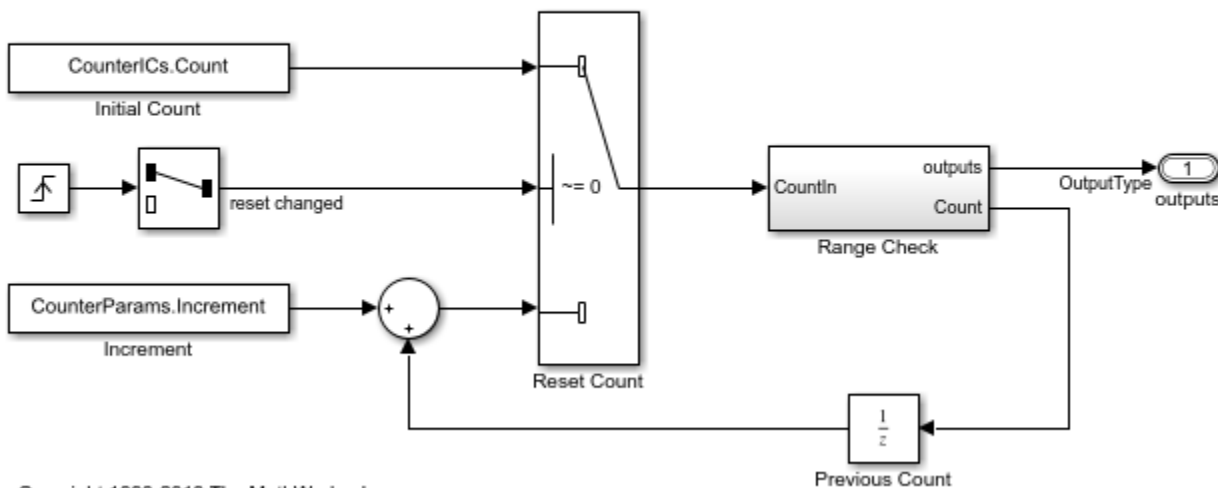 CounterICs.Count
Initial Count
reset changed
~= 0
CountIn
outputs
Count
Range Check
OutputType
1
outputs
CounterParams.Increment
Increment
+
+
Reset Count
1
z
Previous Count